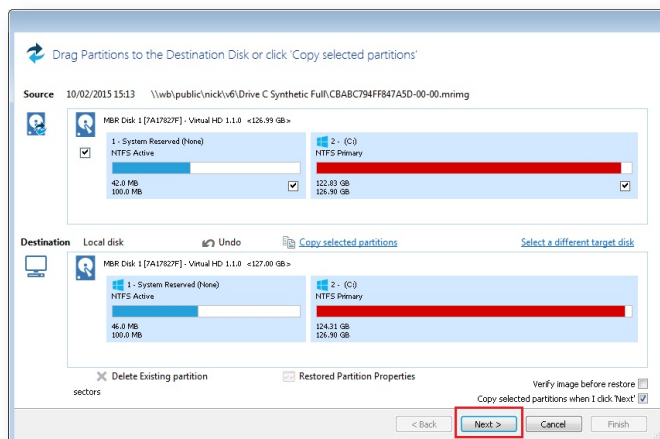 Drag Partitions to the Destination Disk or click 'Copy selected partitions'
Source 10/02/2015 15:13 \\wb\public\nick\v6\Drive C Synthetic Full\CBABC794FF847A5D-00-00.mrimg
MBR Disk 1 [7A17827F] - Virtual HD 1.1.0 <126.99 GB>
1 - System Reserved (None)
NTFS Active
42.0 MB
100.0 MB
2 - (C:)
NTFS Primary
122.83 GB
126.90 GB
Destination Local disk Undo Copy selected partitions Select a different target disk
MBR Disk 1 [7A17827F] - Virtual HD 1.1.0 <127.00 GB>
1 - System Reserved (None)
NTFS Active
46.0 MB
100.0 MB
2 - (C:)
NTFS Primary
124.31 GB
126.90 GB
Delete Existing partition Restored Partition Properties
Verify image before restore
sectors
Copy selected partitions when I click 'Next'
< Back Next > Cancel Finish